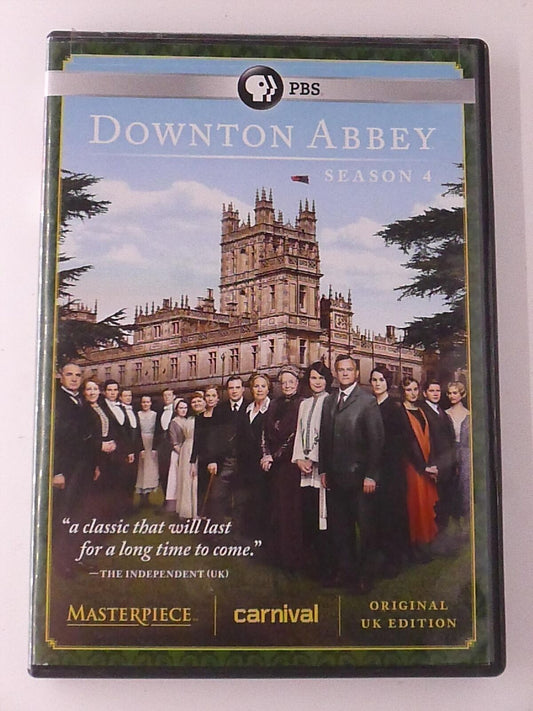 PBS
DOWNTON ABBEY
SEASON 4
“a classic that will last
for a long time to come.”
—THE INDEPENDENT (UK)
MASTERPIECE™
carnival
ORIGINAL
UK EDITION